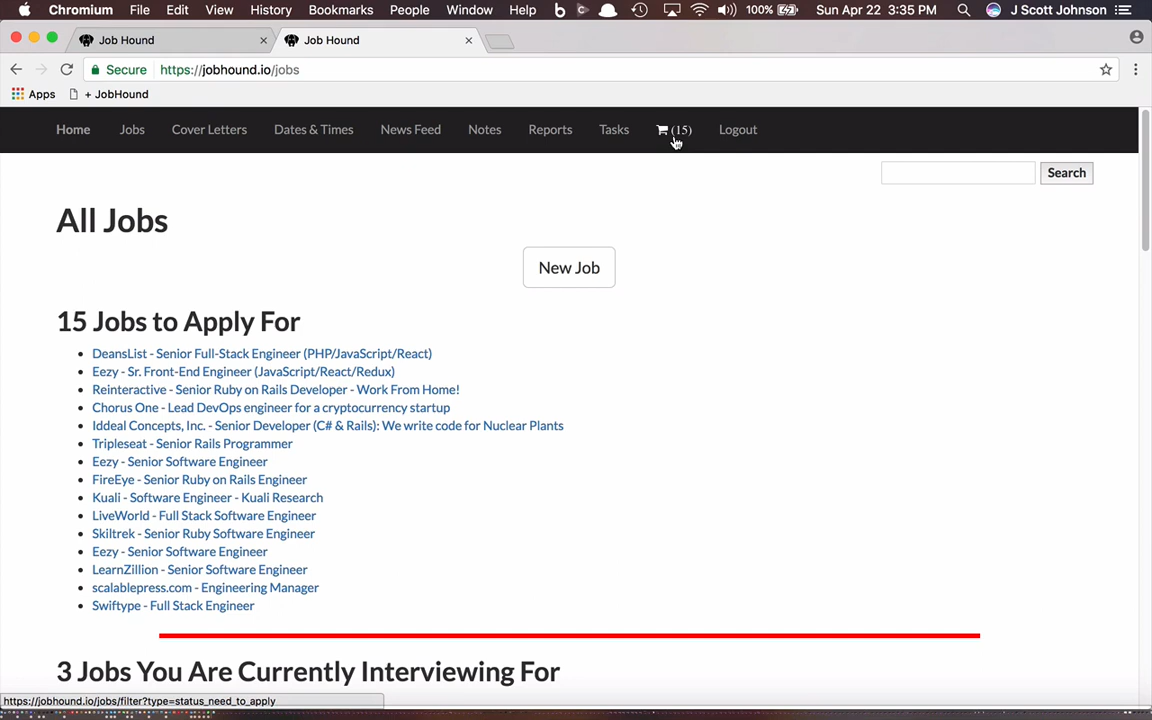 Chromium File Edit View History Bookmarks People Window Help 100% Sun Apr 22 3:35 PM J Scott Johnson
Job Hound × Job Hound ×
Secure https://jobhound.io/jobs
Apps + JobHound
Home Jobs Cover Letters Dates & Times News Feed Notes Reports Tasks (15) Logout
Search
All Jobs
New Job
15 Jobs to Apply For
• DeansList - Senior Full-Stack Engineer (PHP/JavaScript/React)
• Eezy - Sr. Front-End Engineer (JavaScript/React/Redux)
• Reinteractive - Senior Ruby on Rails Developer - Work From Home!
• Chorus One - Lead DevOps engineer for a cryptocurrency startup
• Iddeal Concepts, Inc. - Senior Developer (C# & Rails): We write code for Nuclear Plants
• Tripleseat - Senior Rails Programmer
• Eezy - Senior Software Engineer
• FireEye - Senior Ruby on Rails Engineer
• Kuali - Software Engineer - Kuali Research
• LiveWorld - Full Stack Software Engineer
• Skiltrek - Senior Ruby Software Engineer
• Eezy - Senior Software Engineer
• LearnZillion - Senior Software Engineer
• scalablepress.com - Engineering Manager
• Swiftype - Full Stack Engineer
3 Jobs You Are Currently Interviewing For
https://jobhound.io/jobs/filter?type=status_need_to_apply